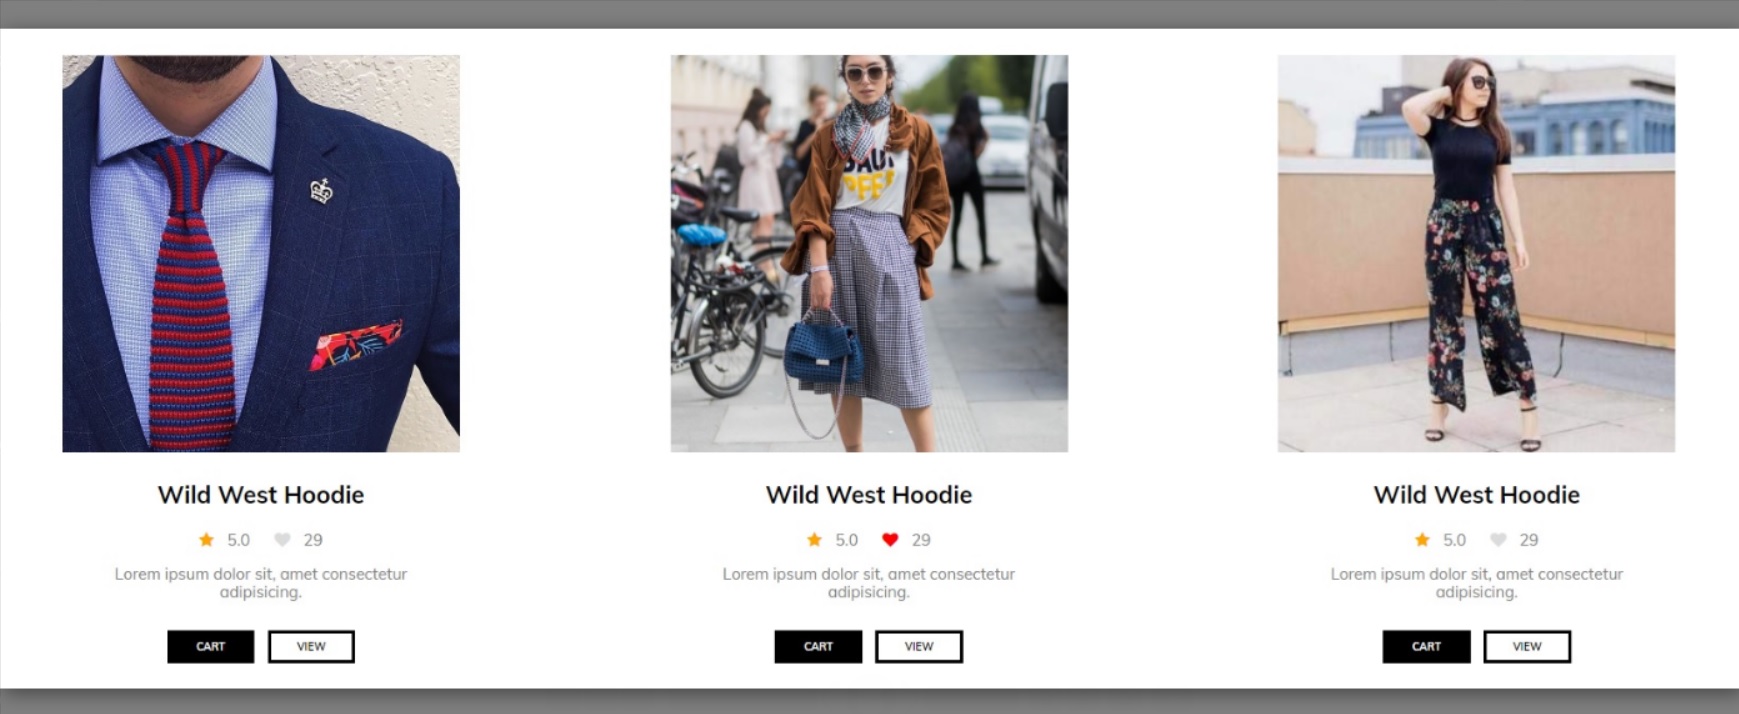 Wild West Hoodie
5.0 29
Lorem ipsum dolor sit, amet consectetur
adipisicing.
CART VIEW
Wild West Hoodie
5.0 29
Lorem ipsum dolor sit, amet consectetur
adipisicing.
CART VIEW
Wild West Hoodie
5.0 29
Lorem ipsum dolor sit, amet consectetur
adipisicing.
CART VIEW